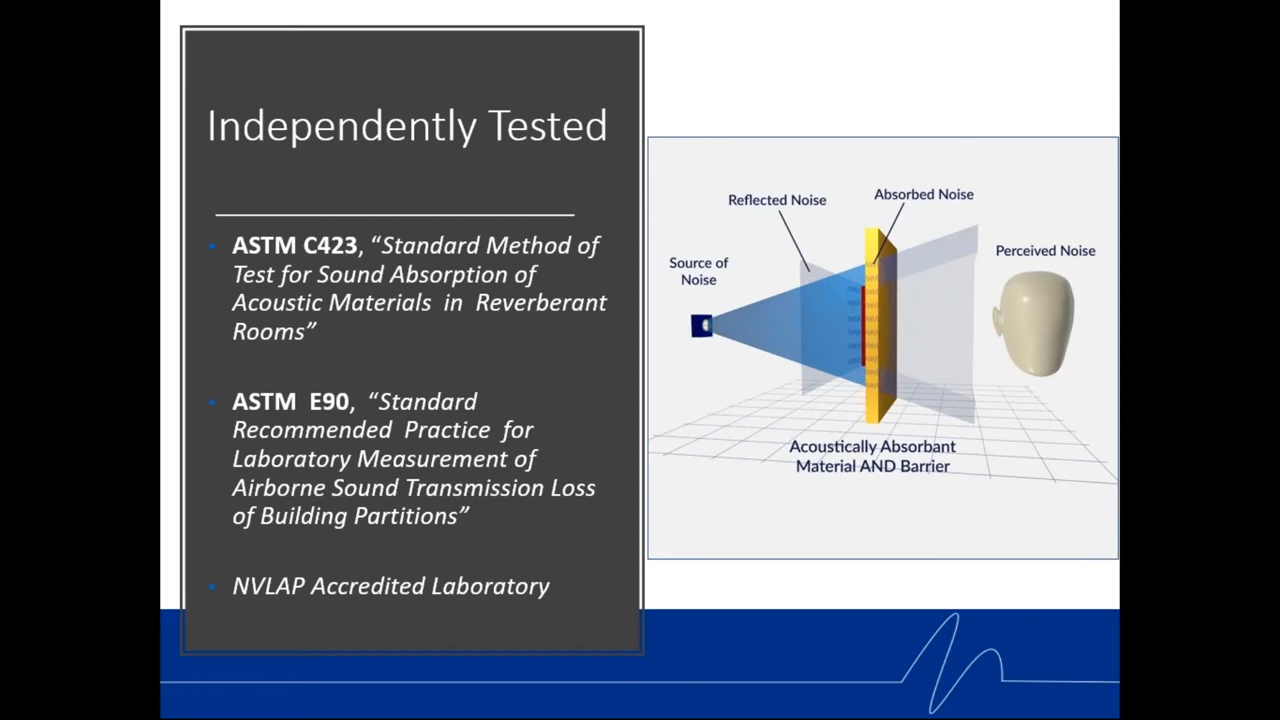 Independently Tested
ASTM C423, “Standard Method of
Test for Sound Absorption of
Acoustic Materials in Reverberant
Rooms”
ASTM E90, “Standard
Recommended Practice for
Laboratory Measurement of
Airborne Sound Transmission Loss
of Building Partitions”
NVLAP Accredited Laboratory
Reflected Noise
Absorbed Noise
Source of
Noise
Perceived Noise
Acoustically Absorbant
Material AND Barrier